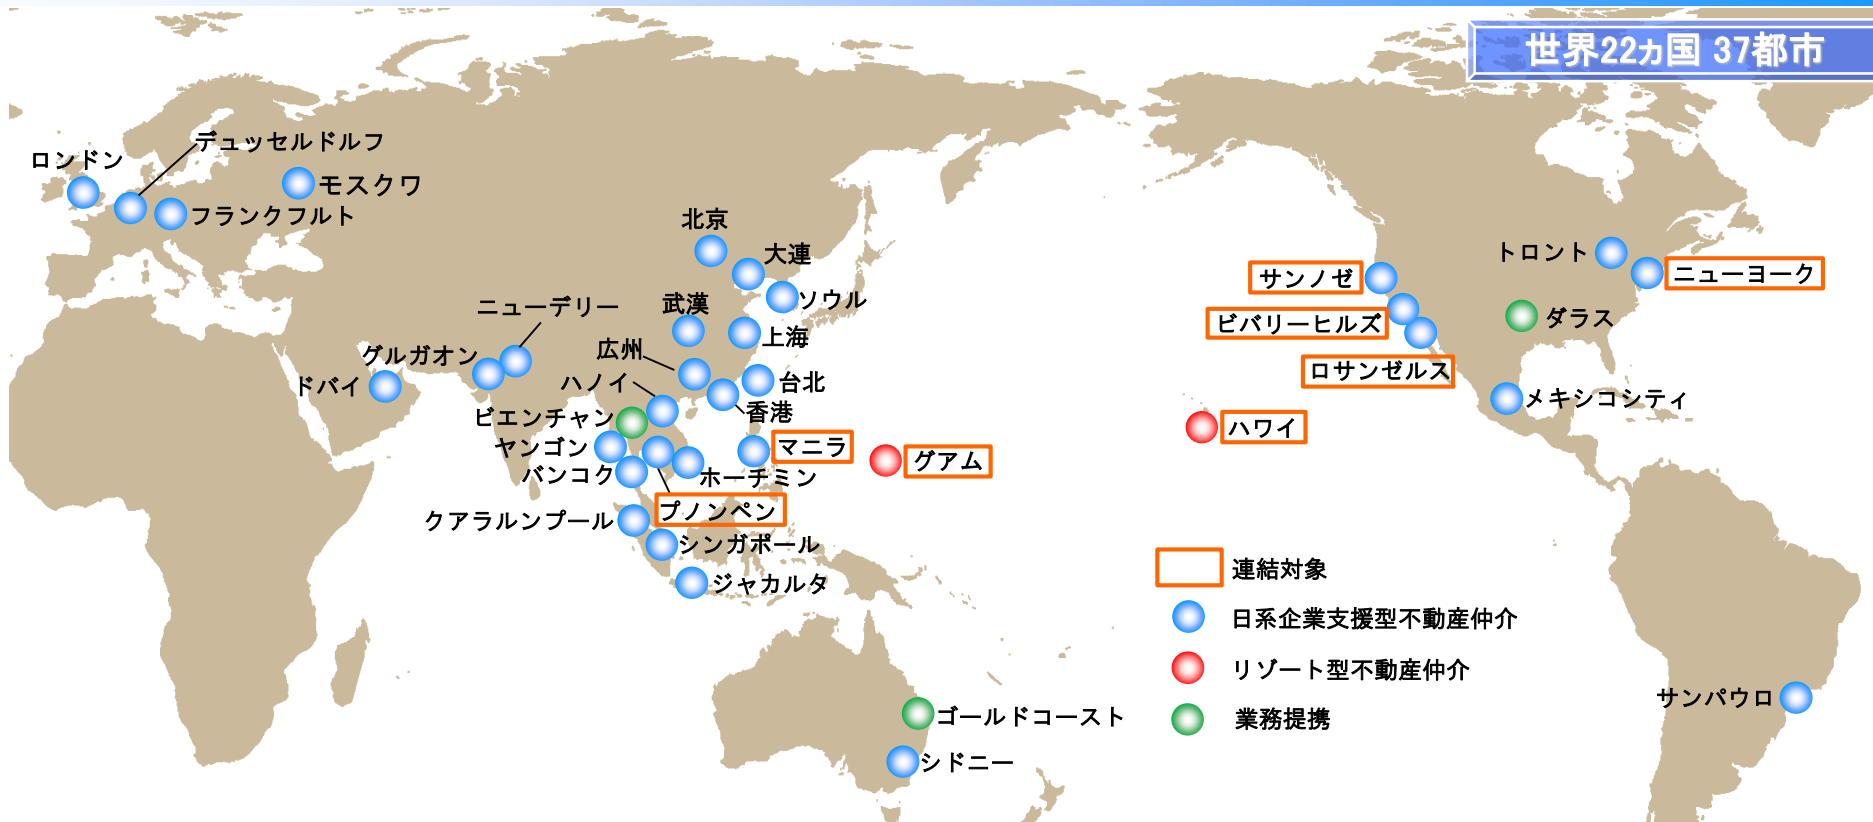 世界22ヵ国 37都市
デュッセルドルフ
ロンドン
モスクワ
フランクフルト
北京
大連
ソウル
武漢
上海
ニューデリー
広州
グルガオン
ドバイ
ハノイ
台北
香港
ビエンチャン
ヤンゴン
マニラ
バンコク
ホーチミン
グアム
プノンペン
クアラルンプール
シンガポール
ジャカルタ
ゴールドコースト
シドニー
トロント
ニューヨーク
サンノゼ
ビバリーヒルズ
ダラス
ロサンゼルス
メキシコシティ
ハワイ
サンパウロ
連結対象
日系企業支援型不動産仲介
リゾート型不動産仲介
業務提携